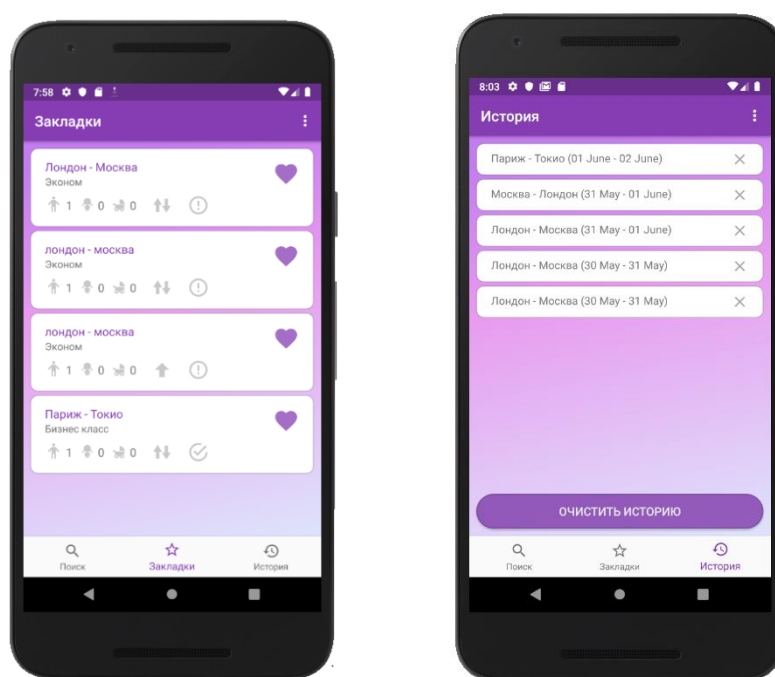 7:58
Закладки
Лондон - Москва
Эконом
1 0 0
лондон - москва
Эконом
1 0 0
лондон - москва
Эконом
1 0 0
Париж - Токио
Бизнес класс
1 0 0
Поиск Закладки История
8:03
История
Париж - Токио (01 June - 02 June)
Москва - Лондон (31 May - 01 June)
Лондон - Москва (31 May - 01 June)
Лондон - Москва (30 May - 31 May)
Лондон - Москва (30 May - 31 May)
ОЧИСТИТЬ ИСТОРИЮ
Поиск Закладки История